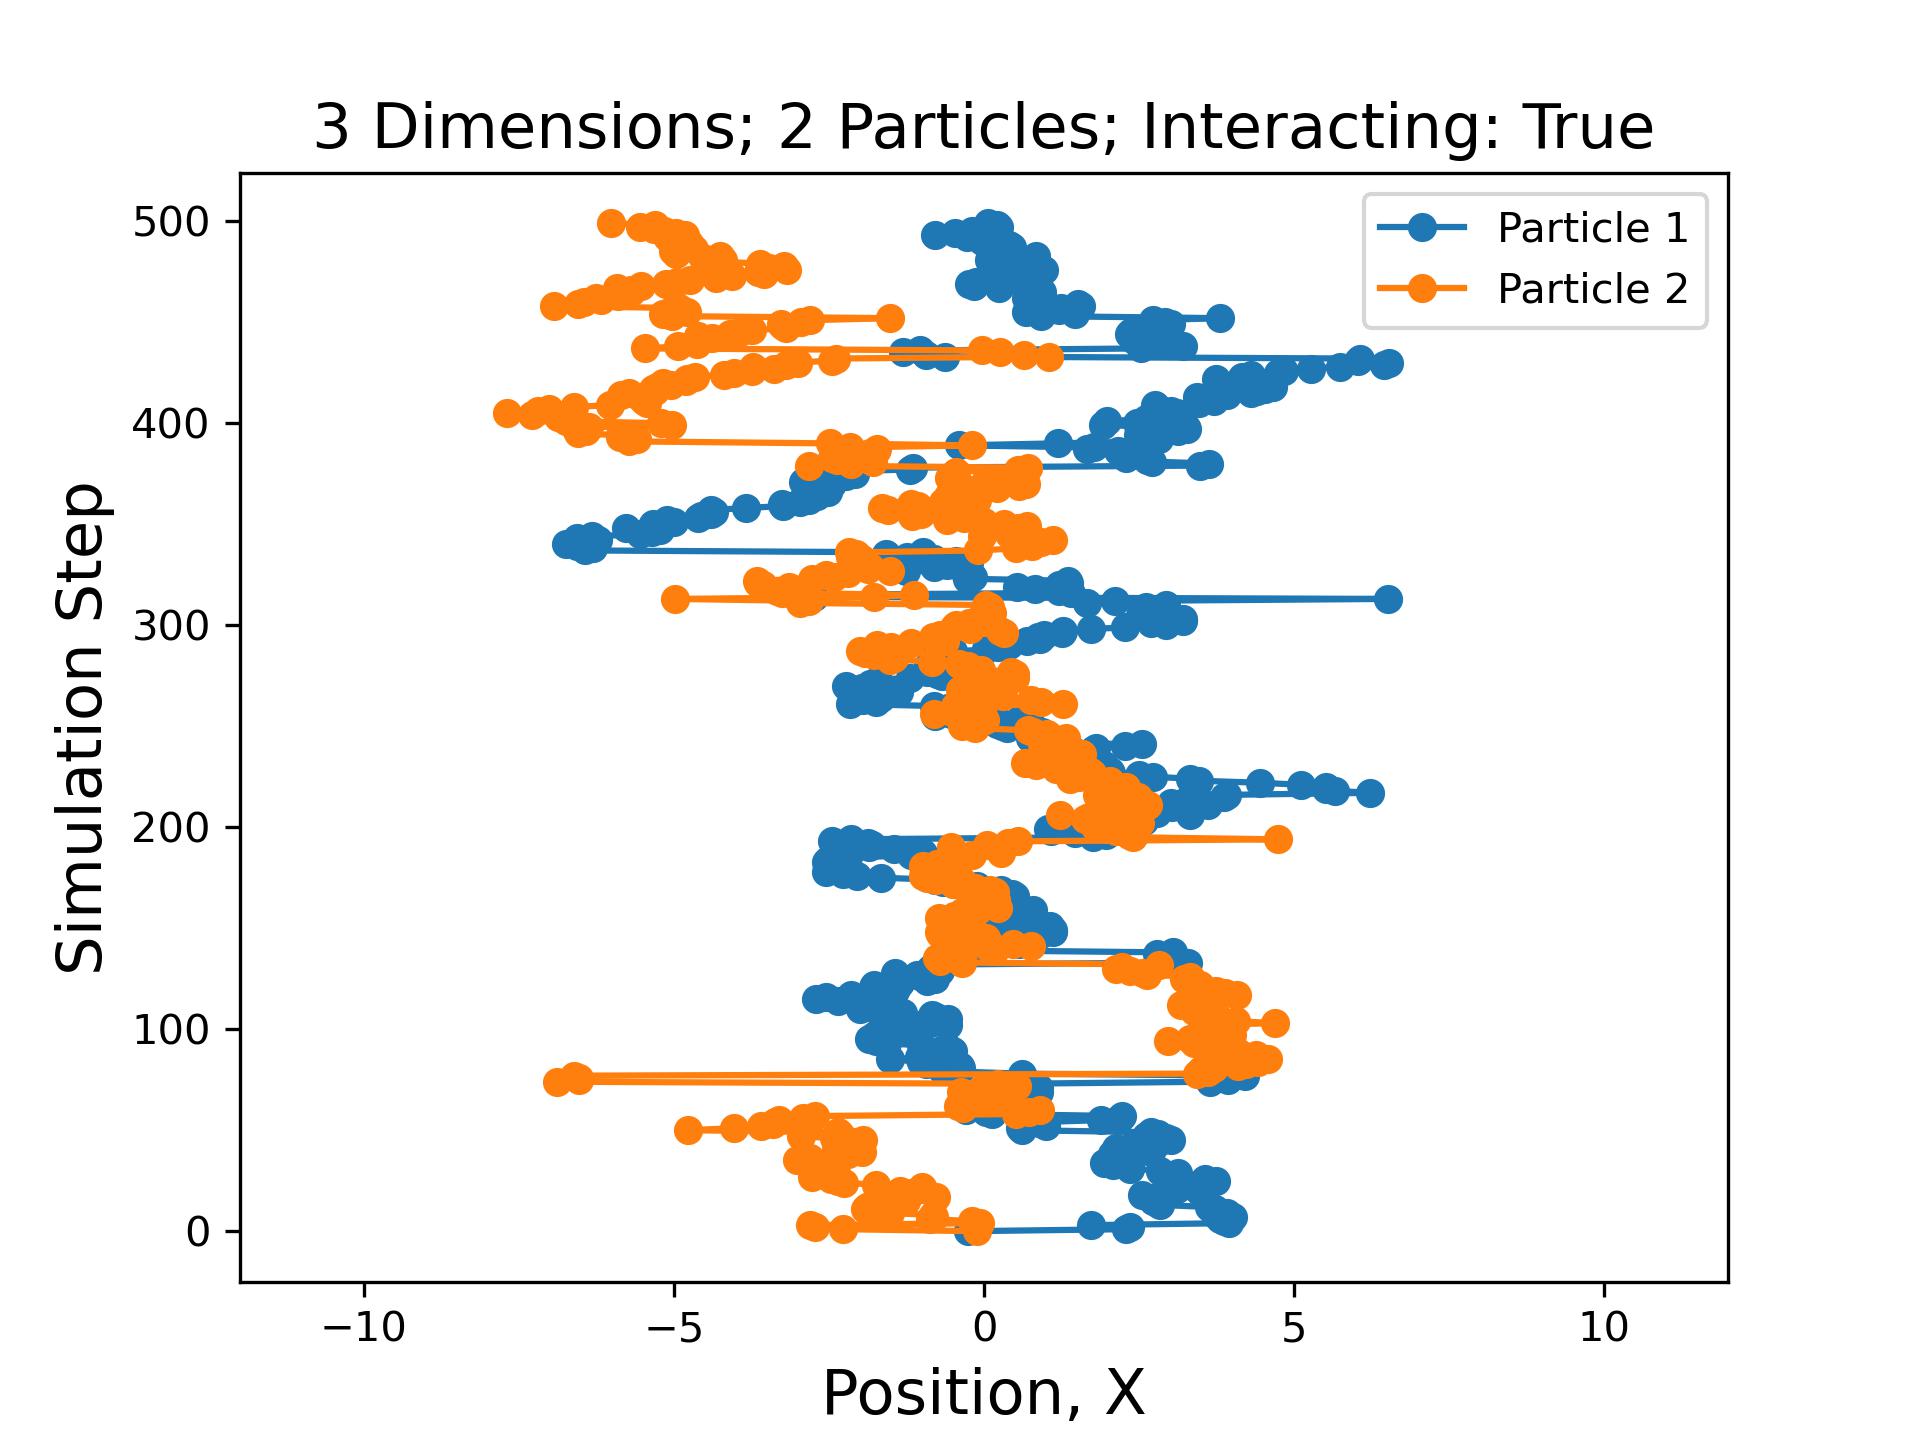 3 Dimensions; 2 Particles; Interacting: True
Particle 1
Particle 2
Simulation Step
500
400
300
200
100
0
−10 −5 0 5 10
Position, X